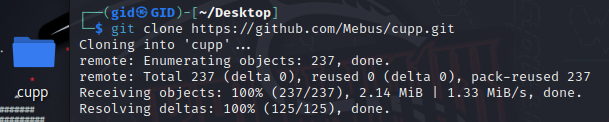 ┌──(gid㉿GID)-[~/Desktop]
└─$ git clone https://github.com/Mebus/cupp.git
Cloning into 'cupp'...
remote: Enumerating objects: 237, done.
remote: Total 237 (delta 0), reused 0 (delta 0), pack-reused 237
Receiving objects: 100% (237/237), 2.14 MiB | 1.33 MiB/s, done.
Resolving deltas: 100% (125/125), done.
cupp
#######
#########